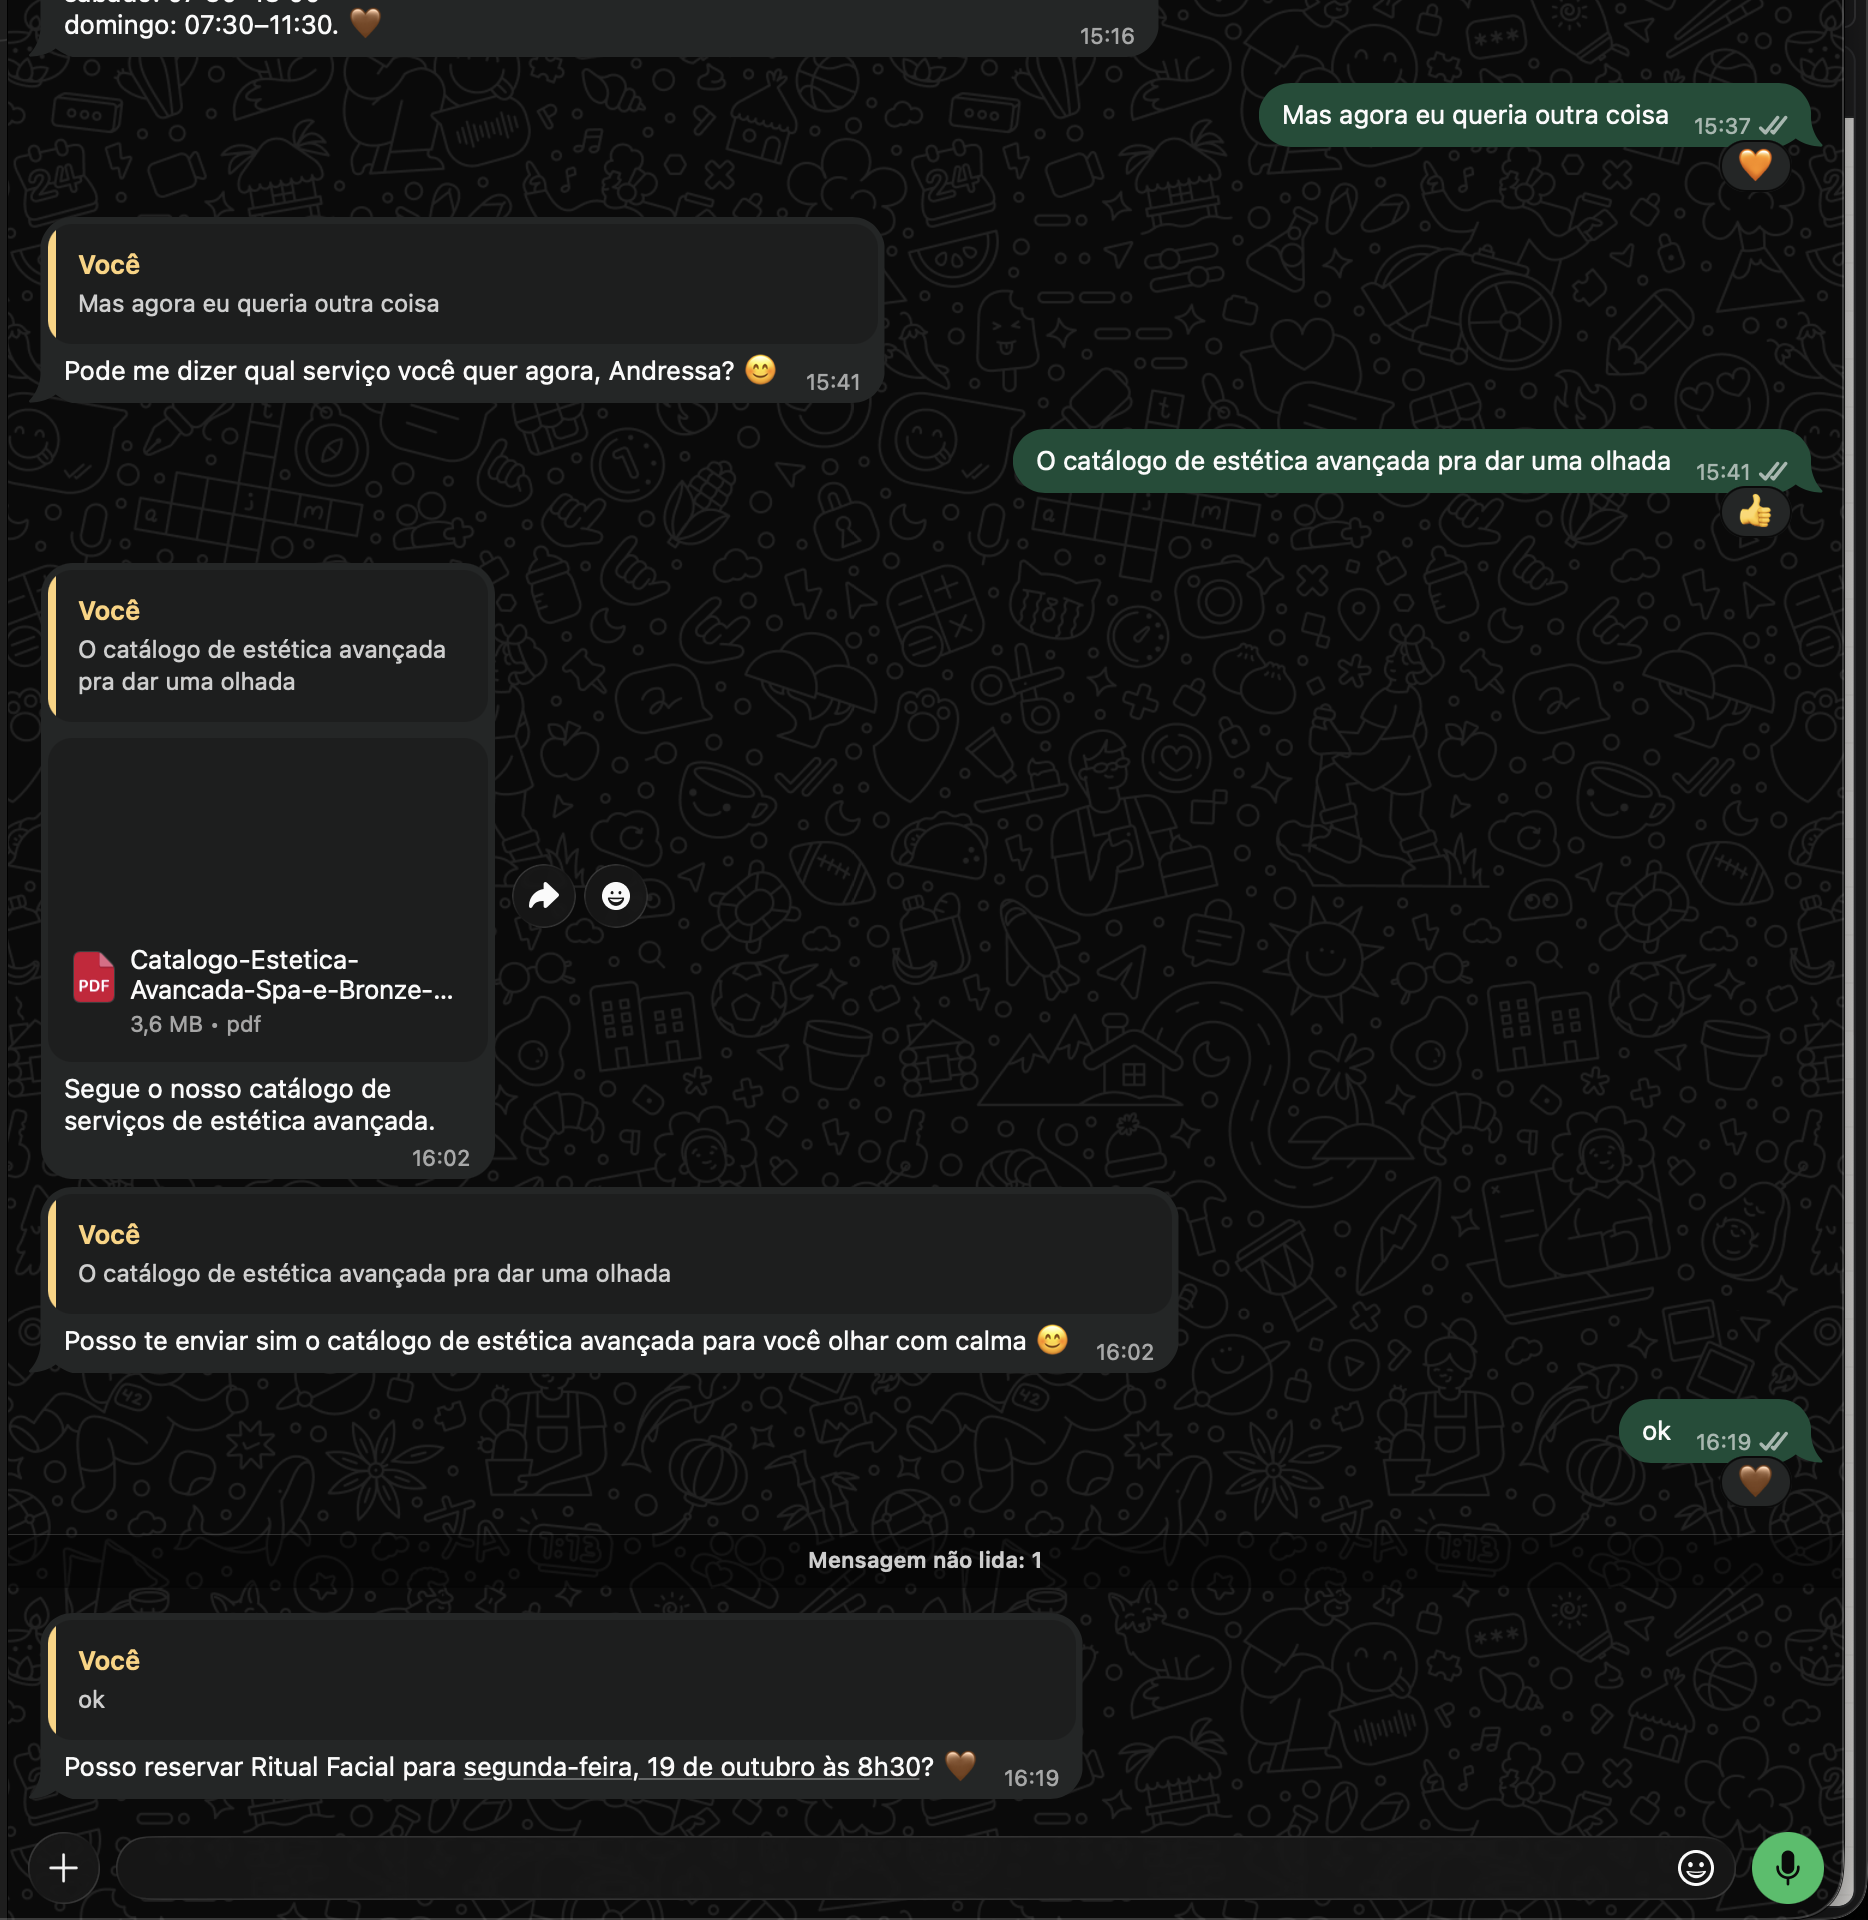 domingo: 07:30–11:30. 🤎
15:16
Mas agora eu queria outra coisa
15:37
🧡
Você
Mas agora eu queria outra coisa
Pode me dizer qual serviço você quer agora, Andressa? 😊
15:41
O catálogo de estética avançada pra dar uma olhada
15:41
👍
Você
O catálogo de estética avançada
pra dar uma olhada
PDF
Catalogo-Estetica-
Avancada-Spa-e-Bronze-...
3,6 MB • pdf
Segue o nosso catálogo de
serviços de estética avançada.
16:02
Você
O catálogo de estética avançada pra dar uma olhada
Posso te enviar sim o catálogo de estética avançada para você olhar com calma 😊
16:02
ok
16:19
🤎
Mensagem não lida: 1
Você
ok
Posso reservar Ritual Facial para segunda-feira, 19 de outubro às 8h30? 🤎
16:19